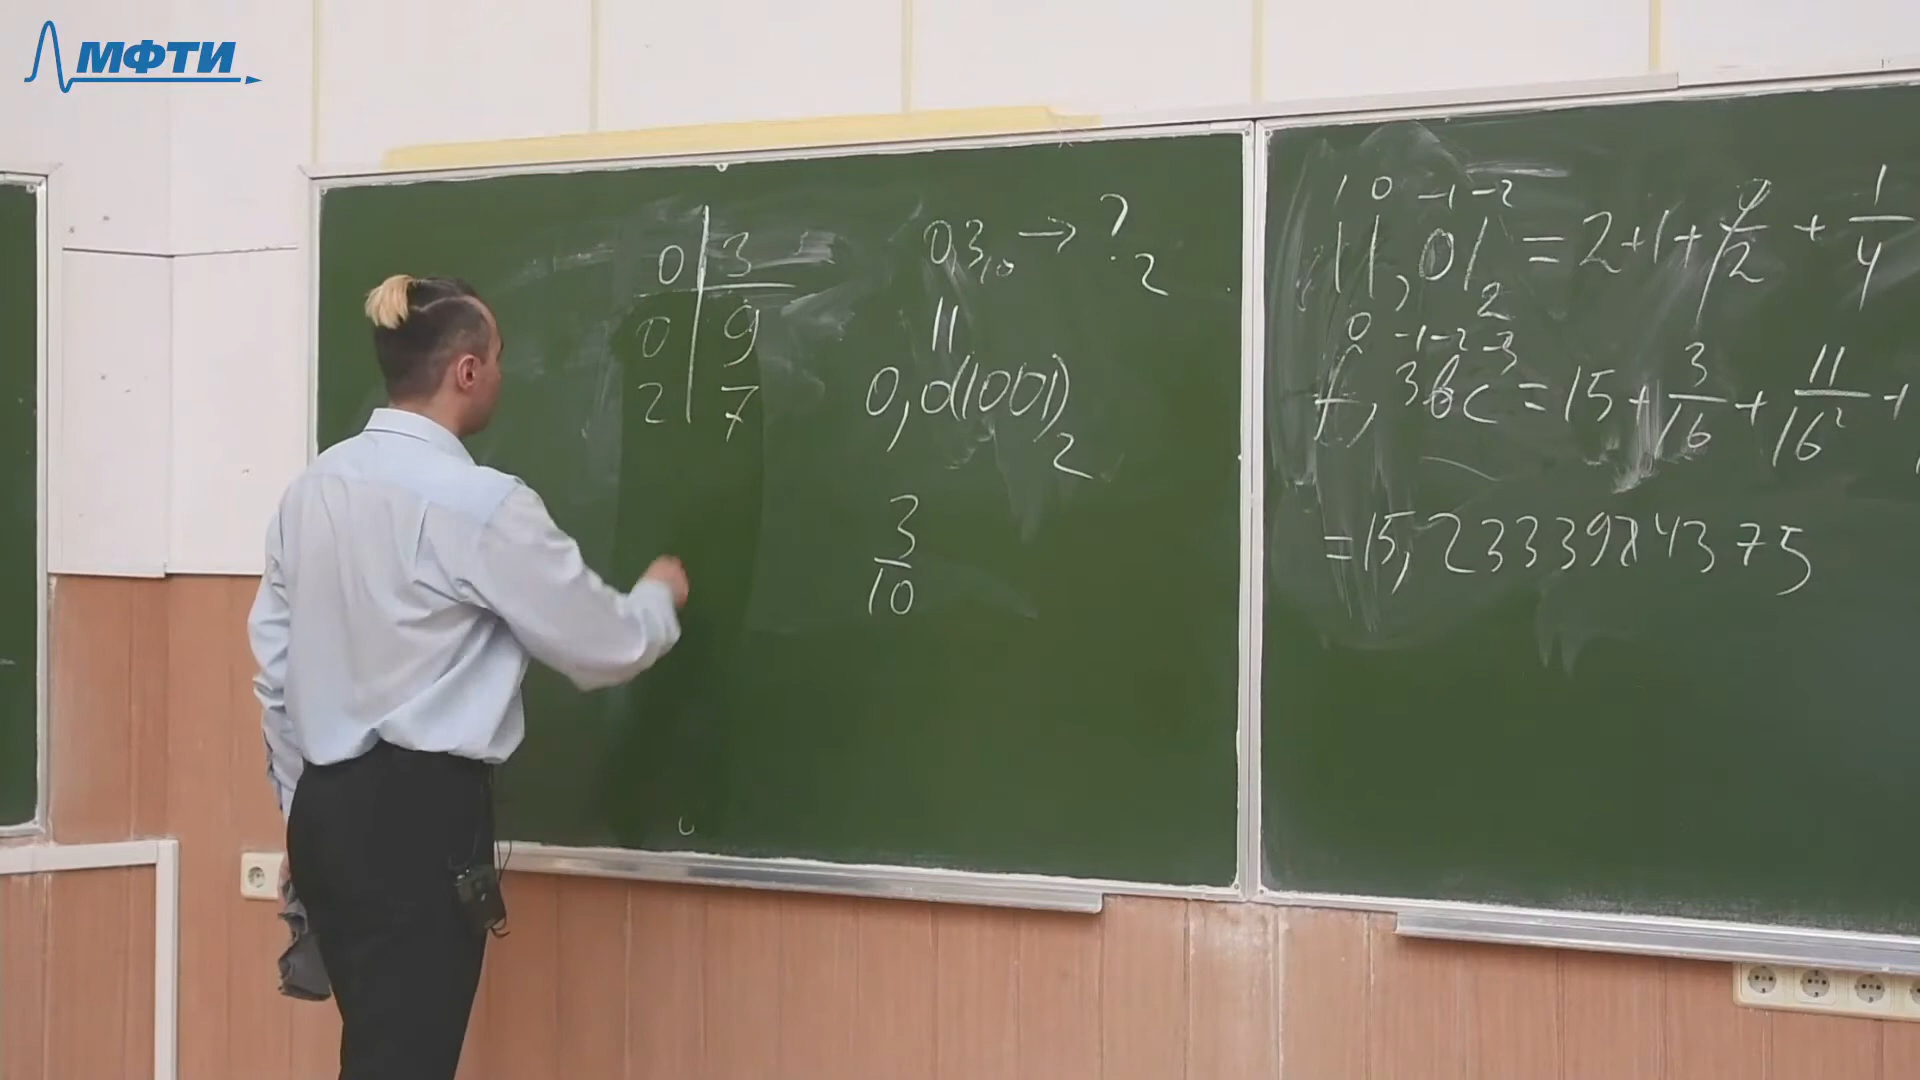 МФТИ
0 | 3
0 | 9
2 | 7
0,3₁₀ → ?₂
||
0,0(1001)₂
3
10
1 0 -1 -2
11,01₂ = 2+1+0/2 + 1/4
0 -1 -2 -3
f,3bc = 15 + 3/16 + 11/16² +
=15,2333984375